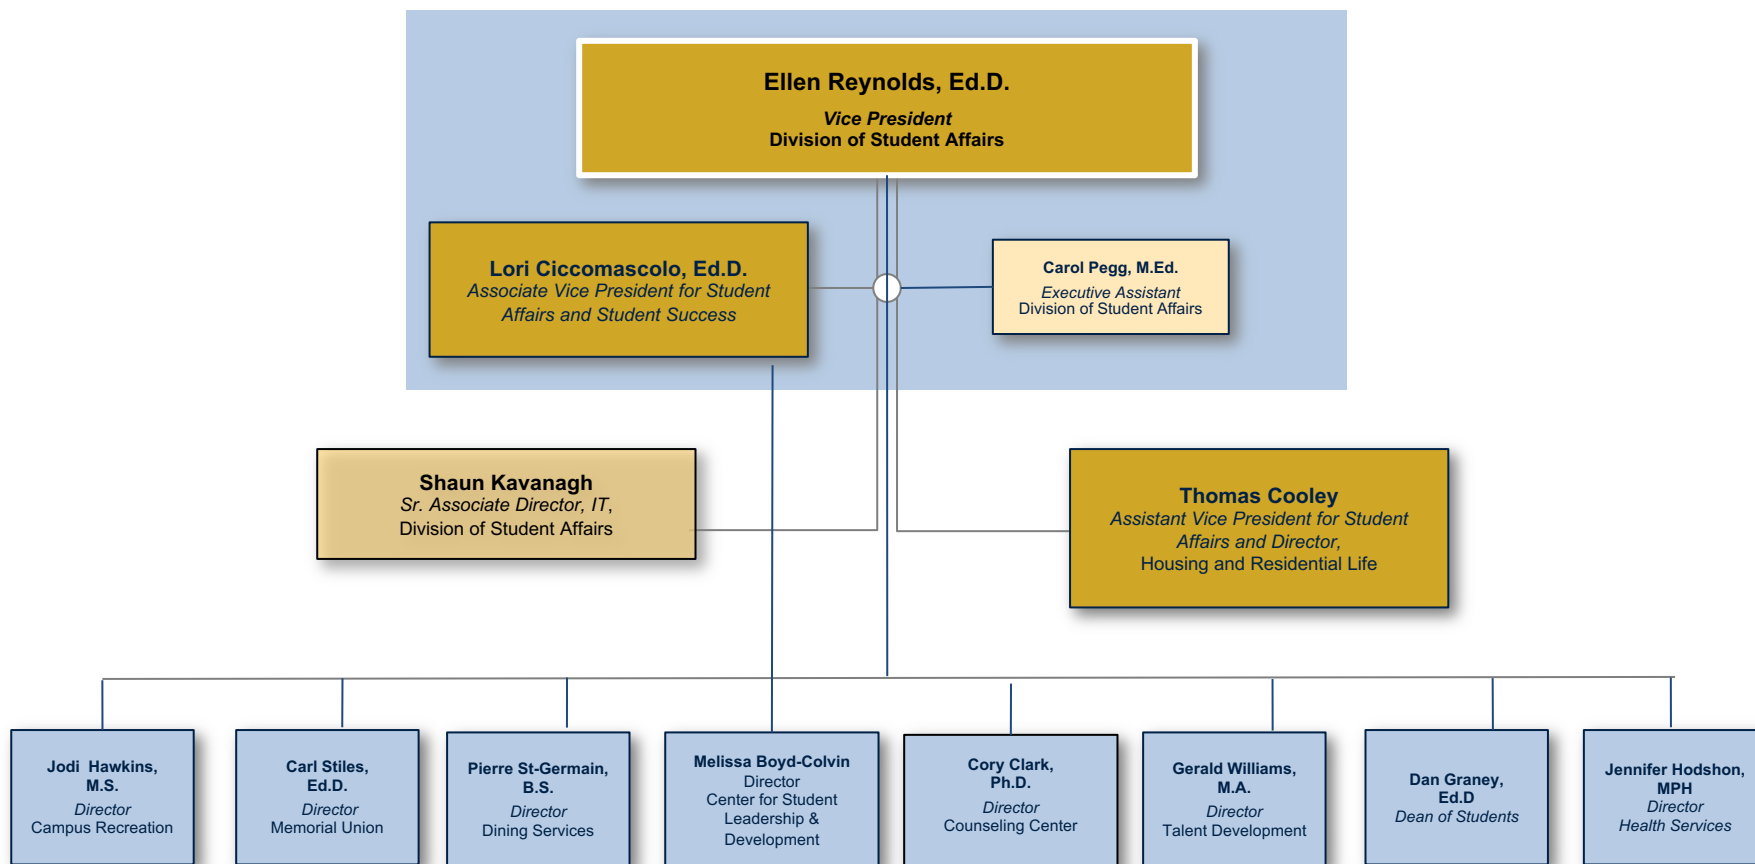 Ellen Reynolds, Ed.D.
Vice President
Division of Student Affairs
Lori Ciccomascolo, Ed.D.
Associate Vice President for Student
Affairs and Student Success
Carol Pegg, M.Ed.
Executive Assistant
Division of Student Affairs
Shaun Kavanagh
Sr. Associate Director, IT,
Division of Student Affairs
Thomas Cooley
Assistant Vice President for Student
Affairs and Director,
Housing and Residential Life
Jodi Hawkins,
M.S.
Director
Campus Recreation
Carl Stiles,
Ed.D.
Director
Memorial Union
Pierre St-Germain,
B.S.
Director
Dining Services
Melissa Boyd-Colvin
Director
Center for Student
Leadership &
Development
Cory Clark,
Ph.D.
Director
Counseling Center
Gerald Williams,
M.A.
Director
Talent Development
Dan Graney,
Ed.D
Dean of Students
Jennifer Hodshon,
MPH
Director
Health Services